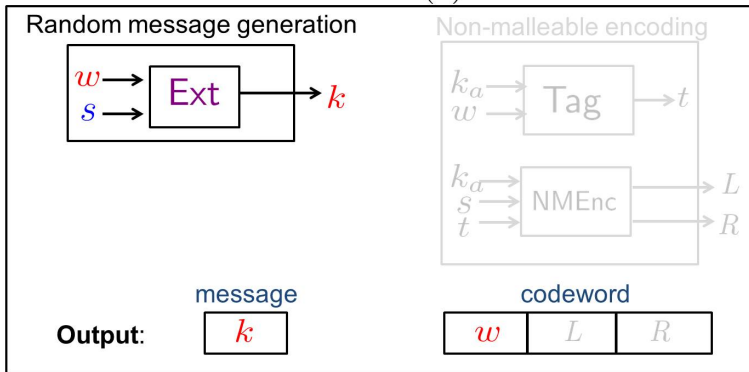 Random message generation
w
s
Ext
k
Non-malleable encoding
k_a
w
Tag
t
k_a
s
t
NMEnc
L
R
message
codeword
Output: k w L R